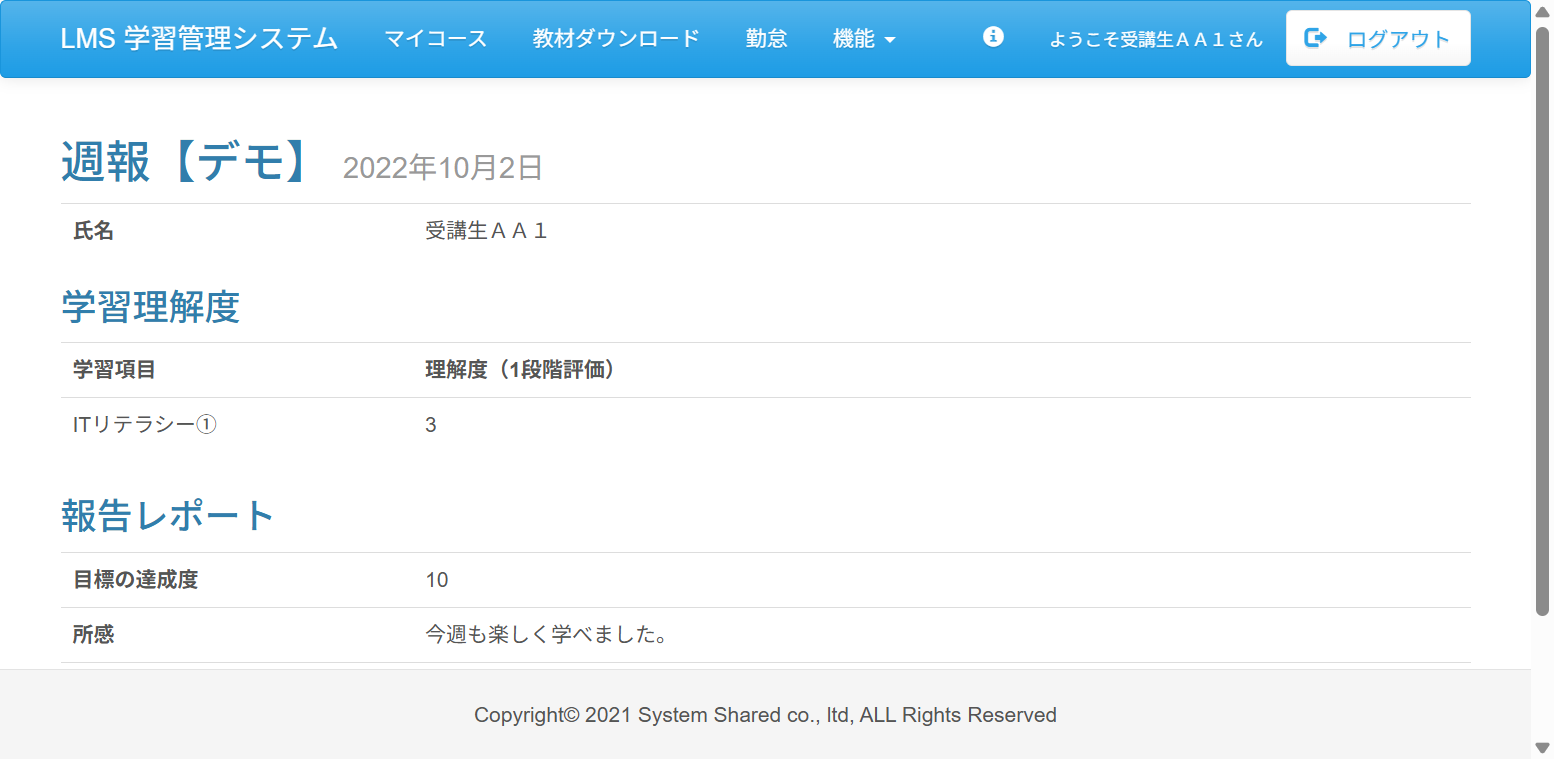 LMS 学習管理システム マイコース 教材ダウンロード 勤怠 機能 ようこそ受講生ＡＡ１さん ログアウト
週報【デモ】 2022年10月2日
氏名 受講生ＡＡ１
学習理解度
学習項目 理解度（1段階評価）
ITリテラシー① 3
報告レポート
目標の達成度 10
所感 今週も楽しく学べました。
Copyright© 2021 System Shared co., ltd, ALL Rights Reserved